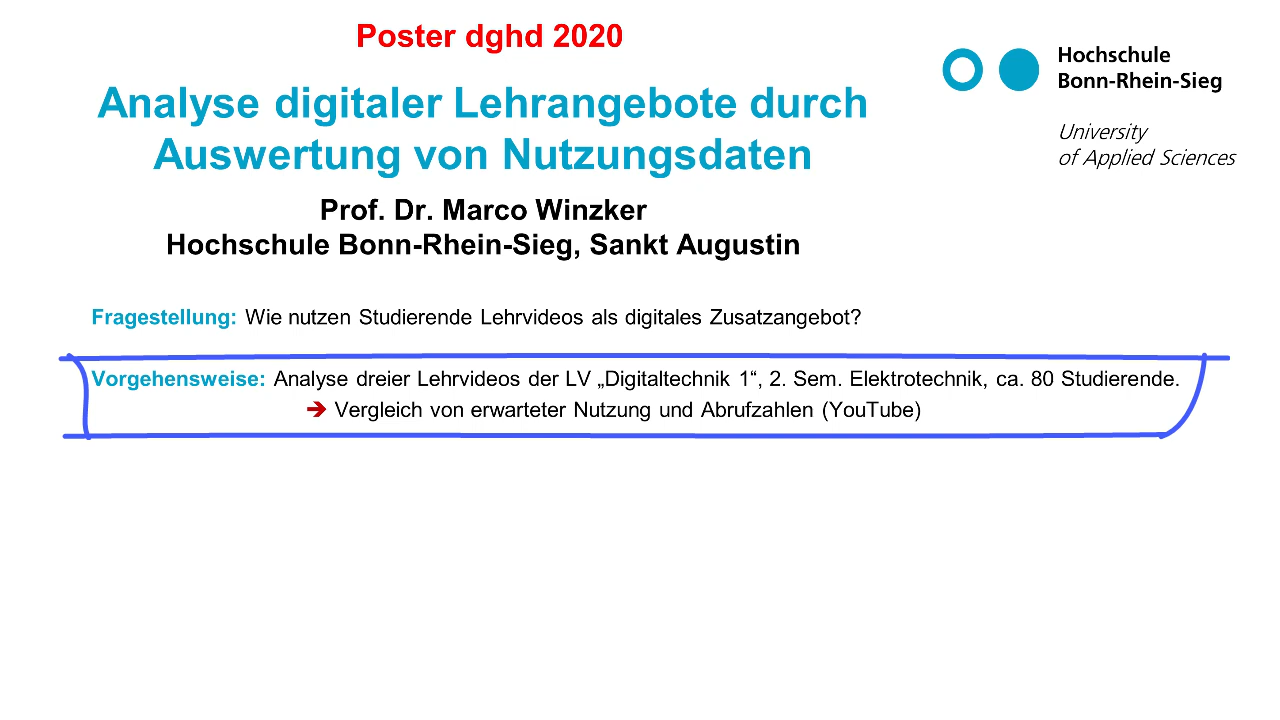 Poster dghd 2020
Hochschule
Bonn-Rhein-Sieg
University
of Applied Sciences
Analyse digitaler Lehrangebote durch
Auswertung von Nutzungsdaten
Prof. Dr. Marco Winzker
Hochschule Bonn-Rhein-Sieg, Sankt Augustin
Fragestellung: Wie nutzen Studierende Lehrvideos als digitales Zusatzangebot?
Vorgehensweise: Analyse dreier Lehrvideos der LV „Digitaltechnik 1“, 2. Sem. Elektrotechnik, ca. 80 Studierende.
➔ Vergleich von erwarteter Nutzung und Abrufzahlen (YouTube)